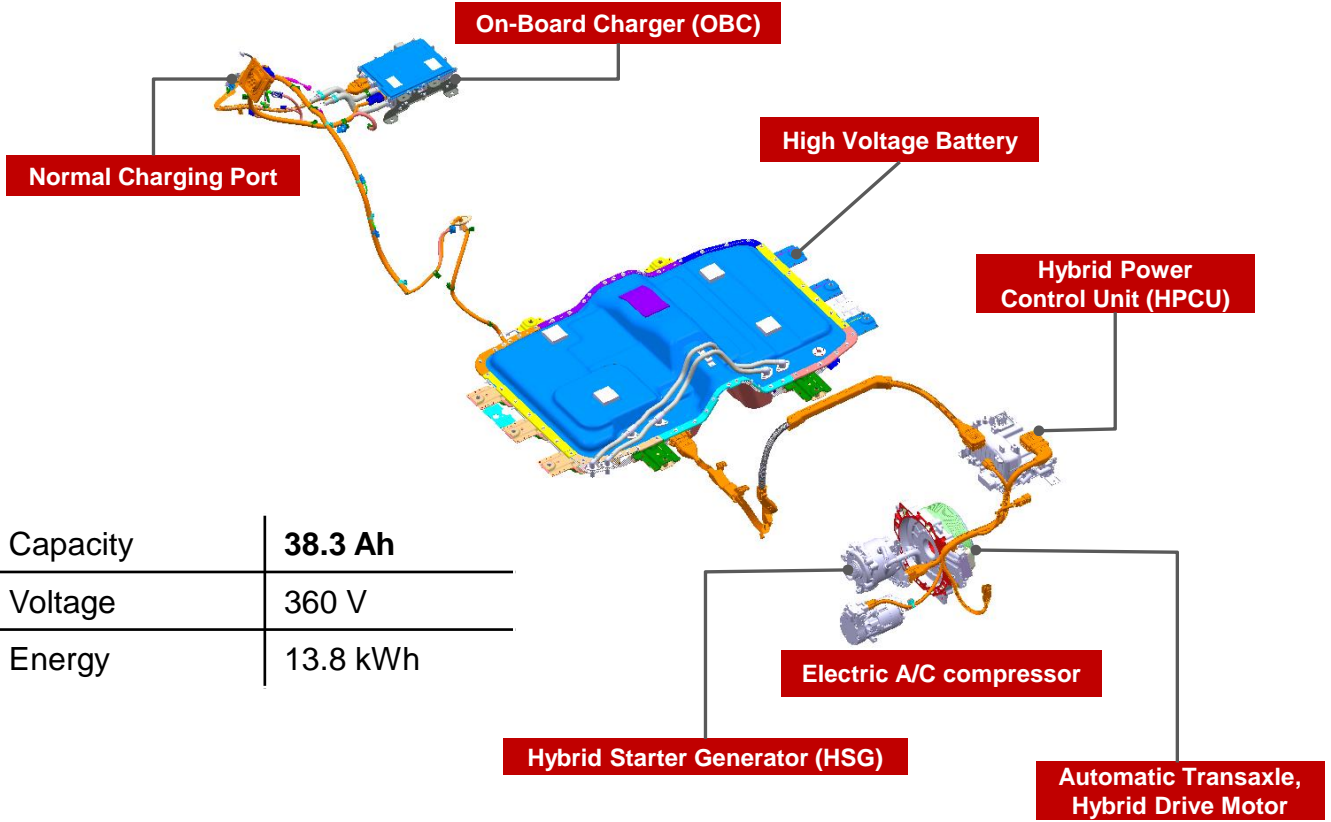 On-Board Charger (OBC)
Normal Charging Port
High Voltage Battery
Hybrid Power
Control Unit (HPCU)
Capacity 38.3 Ah
Voltage 360 V
Energy 13.8 kWh
Electric A/C compressor
Hybrid Starter Generator (HSG)
Automatic Transaxle,
Hybrid Drive Motor